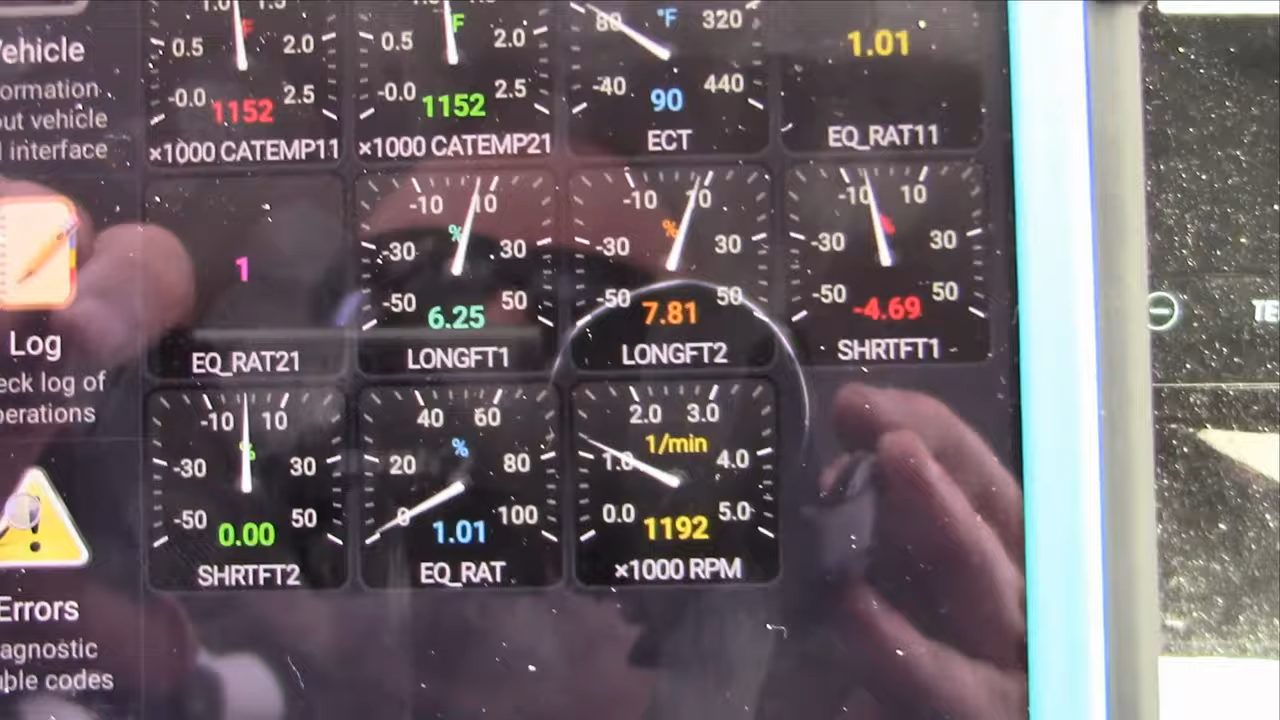 Vehicle
ormation
out vehicle
l interface
Log
eck log of
perations
Errors
agnostic
uble codes
1.0 1.5
0.5 F 2.0
-0.0 1152 2.5
×1000 CATEMP11
0.5 F 2.0
-0.0 1152 2.5
×1000 CATEMP21
80 °F 320
-40 90 440
ECT
1.01
EQ_RAT11
1
EQ_RAT21
-10 10
-30 % 30
-50 6.25 50
LONGFT1
-10 10
-30 % 30
-50 7.81 50
LONGFT2
-10 10
-30 30
-50 -4.69 50
SHRTFT1
-10 10
-30 % 30
-50 0.00 50
SHRTFT2
40 60
20 % 80
0 1.01 100
EQ_RAT
2.0 3.0
1.0 1/min 4.0
0.0 1192 5.0
×1000 RPM
TE